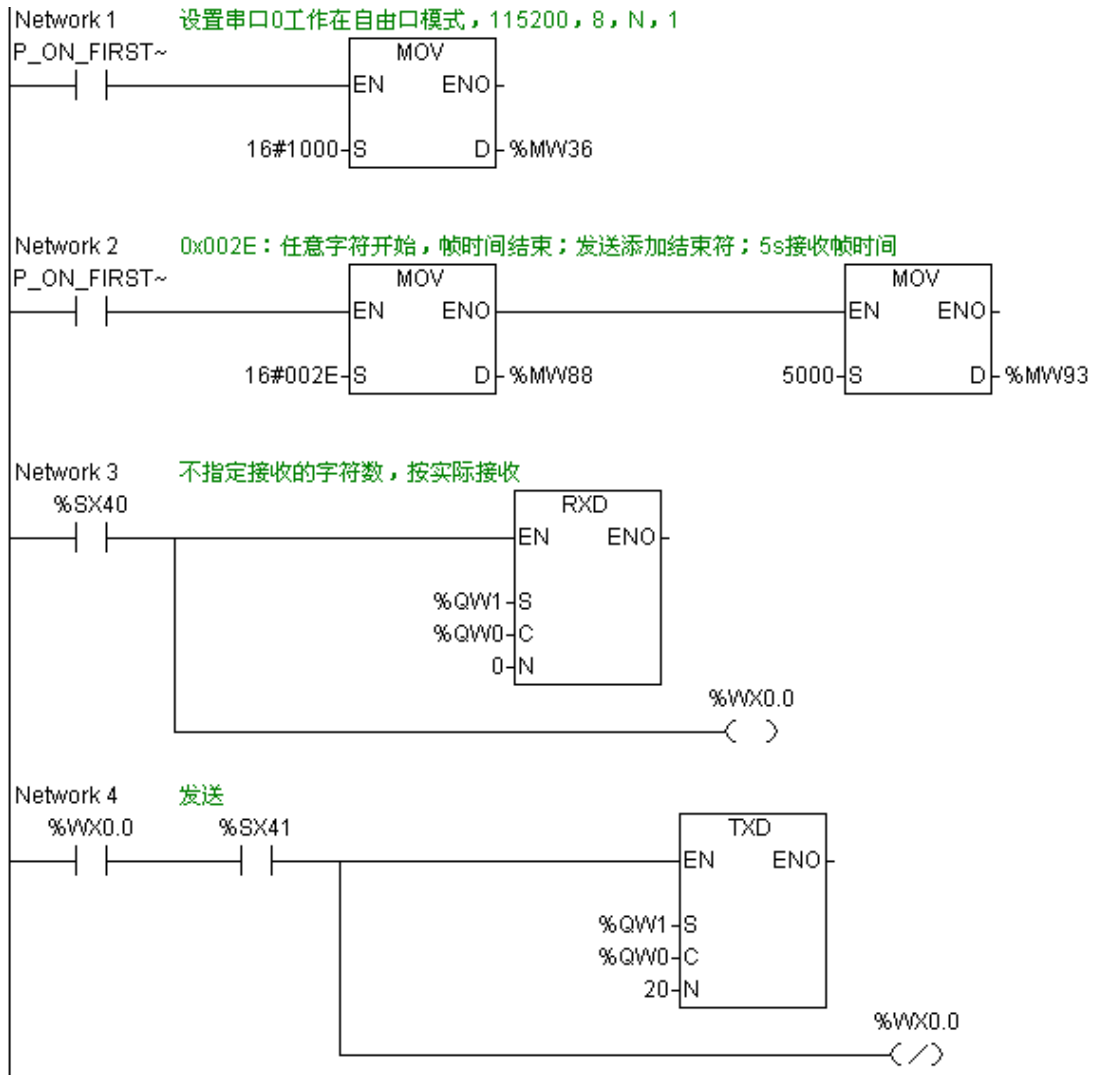 Network 1 设置串口0工作在自由口模式，115200，8，N，1
P_ON_FIRST~ MOV
EN ENO
16#1000 S D %MW36
Network 2 0x002E：任意字符开始，帧时间结束；发送添加结束符；5s接收帧时间
P_ON_FIRST~ MOV MOV
EN ENO EN ENO
16#002E S D %MW88 5000 S D %MW93
Network 3 不指定接收的字符数，按实际接收
%SX40 RXD
EN ENO
%QW1 S
%QW0 C
0 N
%WX0.0
Network 4 发送
%WX0.0 %SX41 TXD
EN ENO
%QW1 S
%QW0 C
20 N
%WX0.0